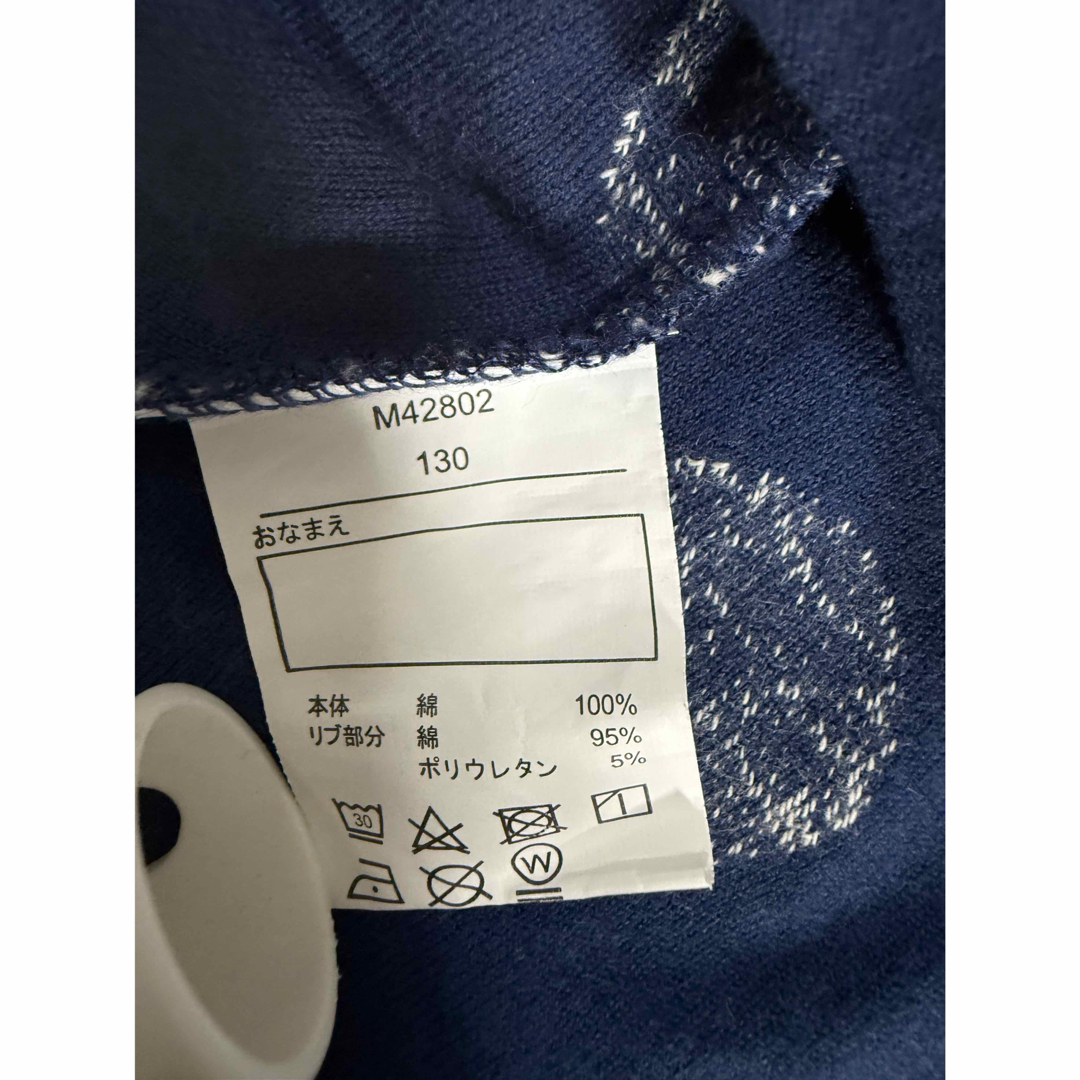 M42802
130
おなまえ
本体 綿 100%
リブ部分 綿 95%
ポリウレタン 5%
30
W